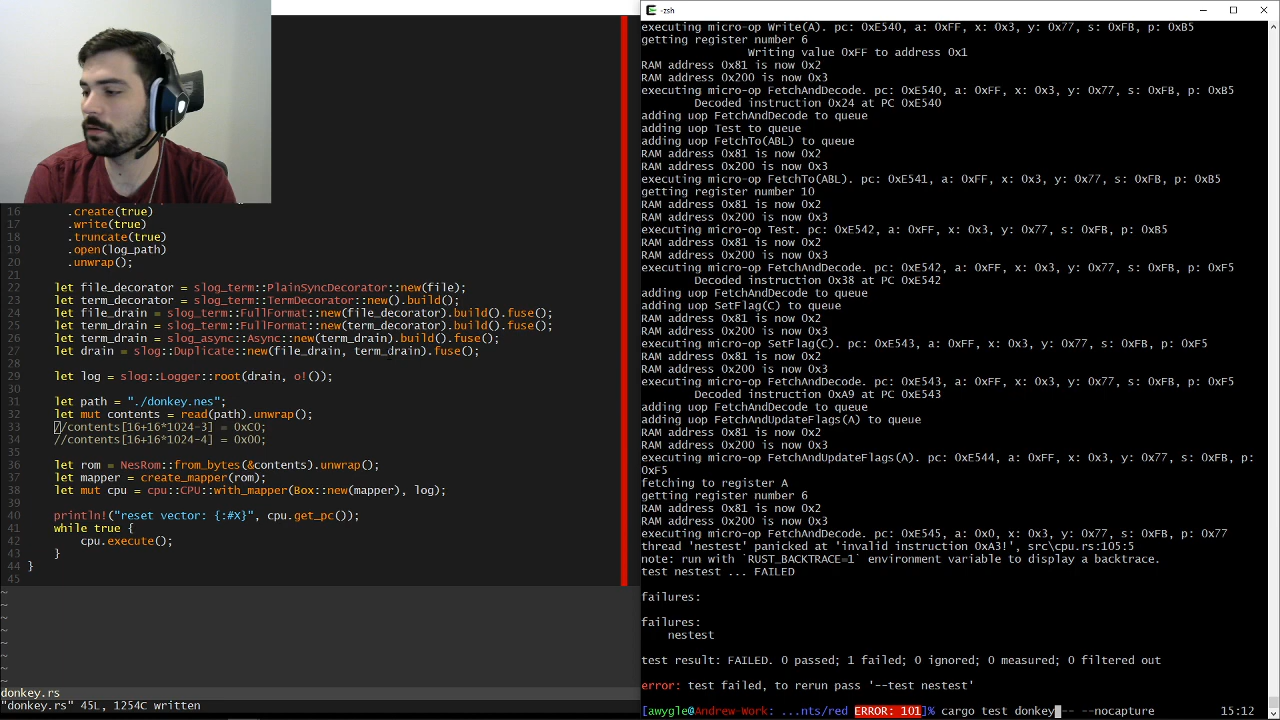 16       .create(true)
17       .write(true)
18       .truncate(true)
19       .open(log_path)
20       .unwrap();
21
22     let file_decorator = slog_term::PlainSyncDecorator::new(file);
23     let term_decorator = slog_term::TermDecorator::new().build();
24     let file_drain = slog_term::FullFormat::new(file_decorator).build().fuse();
25     let term_drain = slog_term::FullFormat::new(term_decorator).build().fuse();
26     let term_drain = slog_async::Async::new(term_drain).build().fuse();
27     let drain = slog::Duplicate::new(file_drain, term_drain).fuse();
28
29     let log = slog::Logger::root(drain, o!());
30
31     let path = "./donkey.nes";
32     let mut contents = read(path).unwrap();
33     //contents[16+16*1024-3] = 0xC0;
34     //contents[16+16*1024-4] = 0x00;
35
36     let rom = NesRom::from_bytes(&contents).unwrap();
37     let mapper = create_mapper(rom);
38     let mut cpu = cpu::CPU::with_mapper(Box::new(mapper), log);
39
40     println!("reset vector: {:#X}", cpu.get_pc());
41     while true {
42         cpu.execute();
43     }
44 }
45
~
~
~
~
~
~
~
~
donkey.rs
"donkey.rs" 45L, 1254C written
-zsh
executing micro-op Write(A). pc: 0xE540, a: 0xFF, x: 0x3, y: 0x77, s: 0xFB, p: 0xB5
getting register number 6
Writing value 0xFF to address 0x1
RAM address 0x81 is now 0x2
RAM address 0x200 is now 0x3
executing micro-op FetchAndDecode. pc: 0xE540, a: 0xFF, x: 0x3, y: 0x77, s: 0xFB, p: 0xB5
Decoded instruction 0x24 at PC 0xE540
adding uop FetchAndDecode to queue
adding uop Test to queue
adding uop FetchTo(ABL) to queue
RAM address 0x81 is now 0x2
RAM address 0x200 is now 0x3
executing micro-op FetchTo(ABL). pc: 0xE541, a: 0xFF, x: 0x3, y: 0x77, s: 0xFB, p: 0xB5
getting register number 10
RAM address 0x81 is now 0x2
RAM address 0x200 is now 0x3
executing micro-op Test. pc: 0xE542, a: 0xFF, x: 0x3, y: 0x77, s: 0xFB, p: 0xB5
RAM address 0x81 is now 0x2
RAM address 0x200 is now 0x3
executing micro-op FetchAndDecode. pc: 0xE542, a: 0xFF, x: 0x3, y: 0x77, s: 0xFB, p: 0xF5
Decoded instruction 0x38 at PC 0xE542
adding uop FetchAndDecode to queue
adding uop SetFlag(C) to queue
RAM address 0x81 is now 0x2
RAM address 0x200 is now 0x3
executing micro-op SetFlag(C). pc: 0xE543, a: 0xFF, x: 0x3, y: 0x77, s: 0xFB, p: 0xF5
RAM address 0x81 is now 0x2
RAM address 0x200 is now 0x3
executing micro-op FetchAndDecode. pc: 0xE543, a: 0xFF, x: 0x3, y: 0x77, s: 0xFB, p: 0xF5
Decoded instruction 0xA9 at PC 0xE543
adding uop FetchAndDecode to queue
adding uop FetchAndUpdateFlags(A) to queue
RAM address 0x81 is now 0x2
RAM address 0x200 is now 0x3
executing micro-op FetchAndUpdateFlags(A). pc: 0xE544, a: 0xFF, x: 0x3, y: 0x77, s: 0xFB, p:
0xF5
fetching to register A
getting register number 6
RAM address 0x81 is now 0x2
RAM address 0x200 is now 0x3
executing micro-op FetchAndDecode. pc: 0xE545, a: 0x0, x: 0x3, y: 0x77, s: 0xFB, p: 0x77
thread 'nestest' panicked at 'invalid instruction 0xA3!', src\cpu.rs:105:5
note: run with `RUST_BACKTRACE=1` environment variable to display a backtrace.
test nestest ... FAILED

failures:

failures:
    nestest

test result: FAILED. 0 passed; 1 failed; 0 ignored; 0 measured; 0 filtered out

error: test failed, to rerun pass '--test nestest'

[awygle@Andrew-Work: ...nts/red ERROR: 101]% cargo test donkey -- --nocapture 15:12